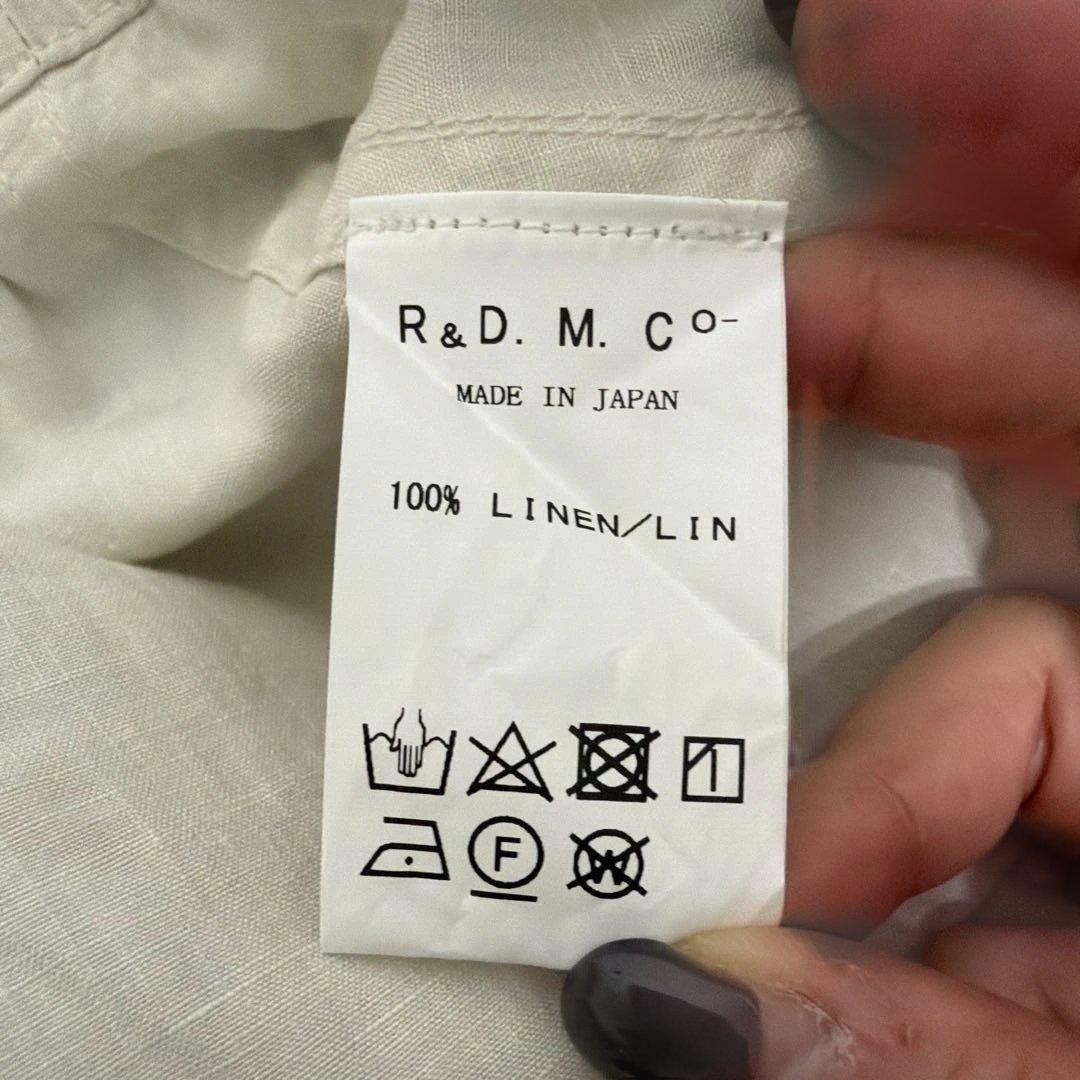 R&D. M. Co-
MADE IN JAPAN
100% LINEN/LIN
F
W